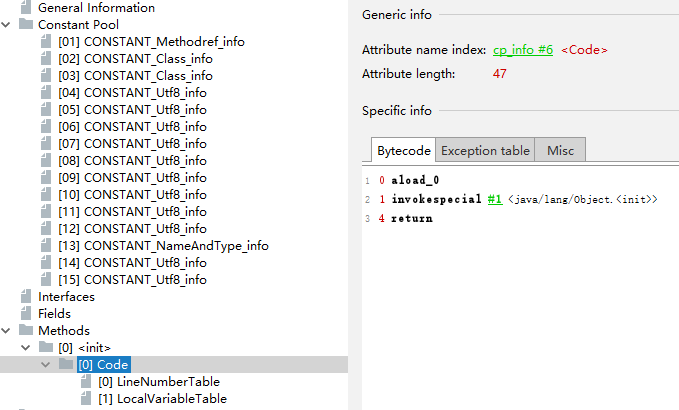 General Information
Constant Pool
[01] CONSTANT_Methodref_info
[02] CONSTANT_Class_info
[03] CONSTANT_Class_info
[04] CONSTANT_Utf8_info
[05] CONSTANT_Utf8_info
[06] CONSTANT_Utf8_info
[07] CONSTANT_Utf8_info
[08] CONSTANT_Utf8_info
[09] CONSTANT_Utf8_info
[10] CONSTANT_Utf8_info
[11] CONSTANT_Utf8_info
[12] CONSTANT_Utf8_info
[13] CONSTANT_NameAndType_info
[14] CONSTANT_Utf8_info
[15] CONSTANT_Utf8_info
Interfaces
Fields
Methods
[0] <init>
[0] Code
[0] LineNumberTable
[1] LocalVariableTable
Generic info
Attribute name index: cp_info #6 <Code>
Attribute length: 47
Specific info
Bytecode Exception table Misc
1 0 aload_0
2 1 invokespecial #1 <java/lang/Object.<init>>
3 4 return